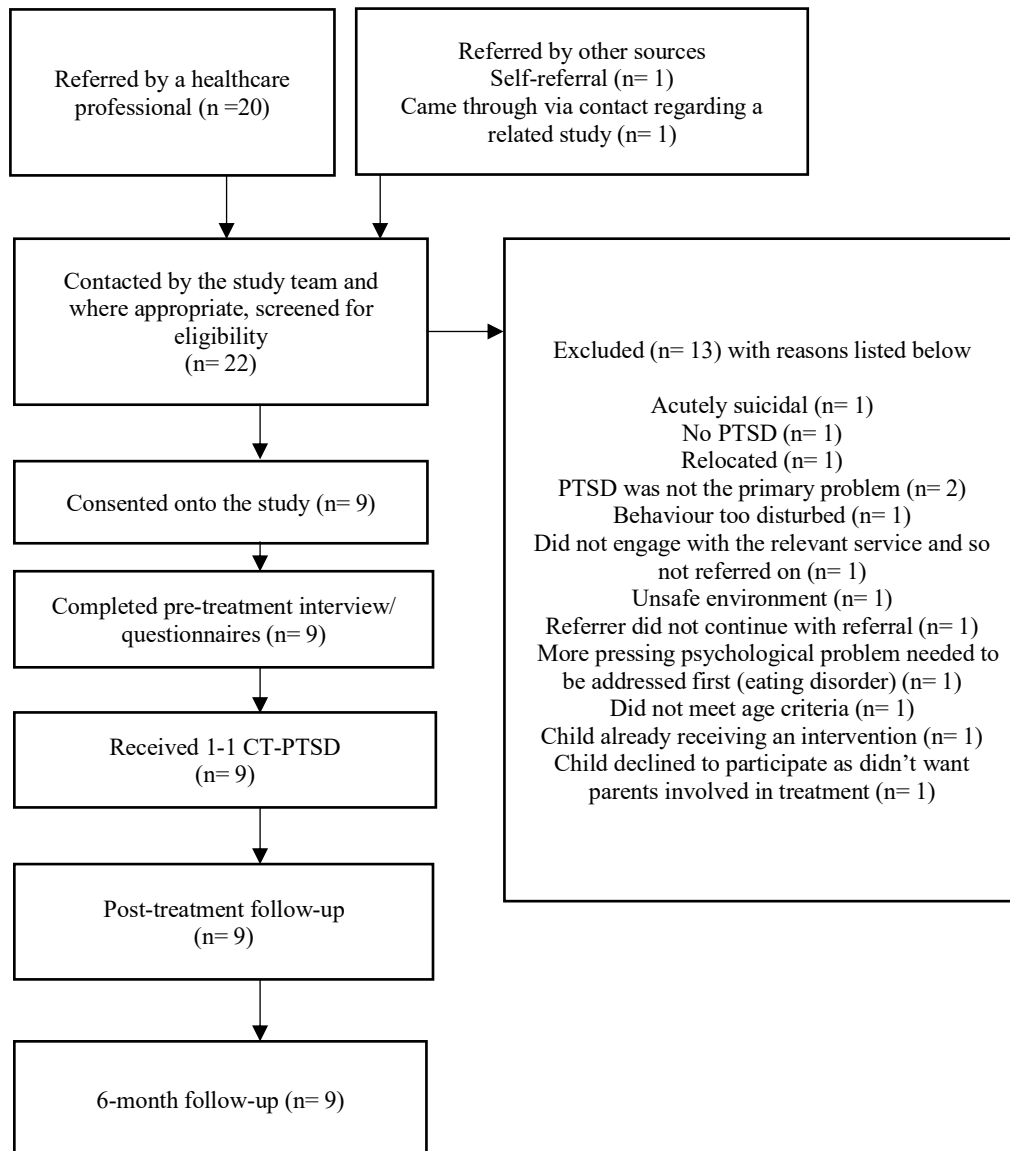 Referred by a healthcare
professional (n =20)
Referred by other sources
Self-referral (n= 1)
Came through via contact regarding a
related study (n= 1)
Contacted by the study team and
where appropriate, screened for
eligibility
(n= 22)
Excluded (n= 13) with reasons listed below
Acutely suicidal (n= 1)
No PTSD (n= 1)
Relocated (n= 1)
PTSD was not the primary problem (n= 2)
Behaviour too disturbed (n= 1)
Did not engage with the relevant service and so
not referred on (n= 1)
Unsafe environment (n= 1)
Referrer did not continue with referral (n= 1)
More pressing psychological problem needed to
be addressed first (eating disorder) (n= 1)
Did not meet age criteria (n= 1)
Child already receiving an intervention (n= 1)
Child declined to participate as didn’t want
parents involved in treatment (n= 1)
Consented onto the study (n= 9)
Completed pre-treatment interview/
questionnaires (n= 9)
Received 1-1 CT-PTSD
(n= 9)
Post-treatment follow-up
(n= 9)
6-month follow-up (n= 9)